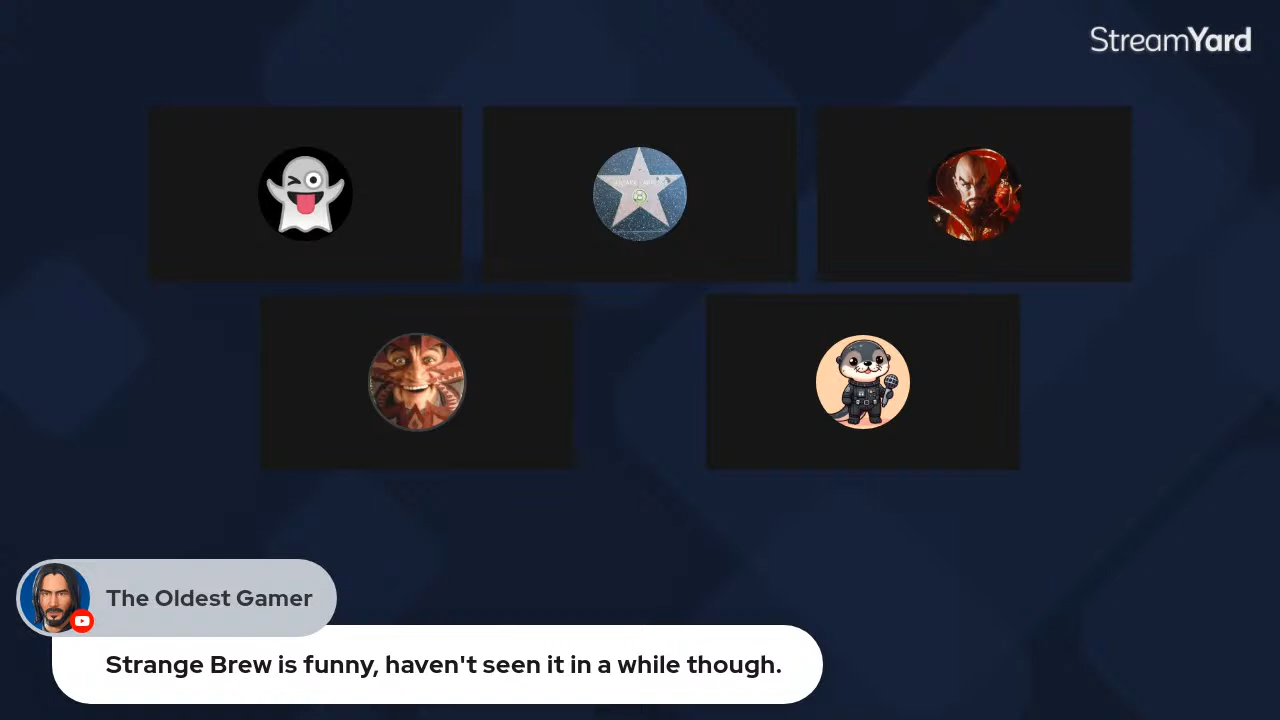 StreamYard
The Oldest Gamer
Strange Brew is funny, haven't seen it in a while though.